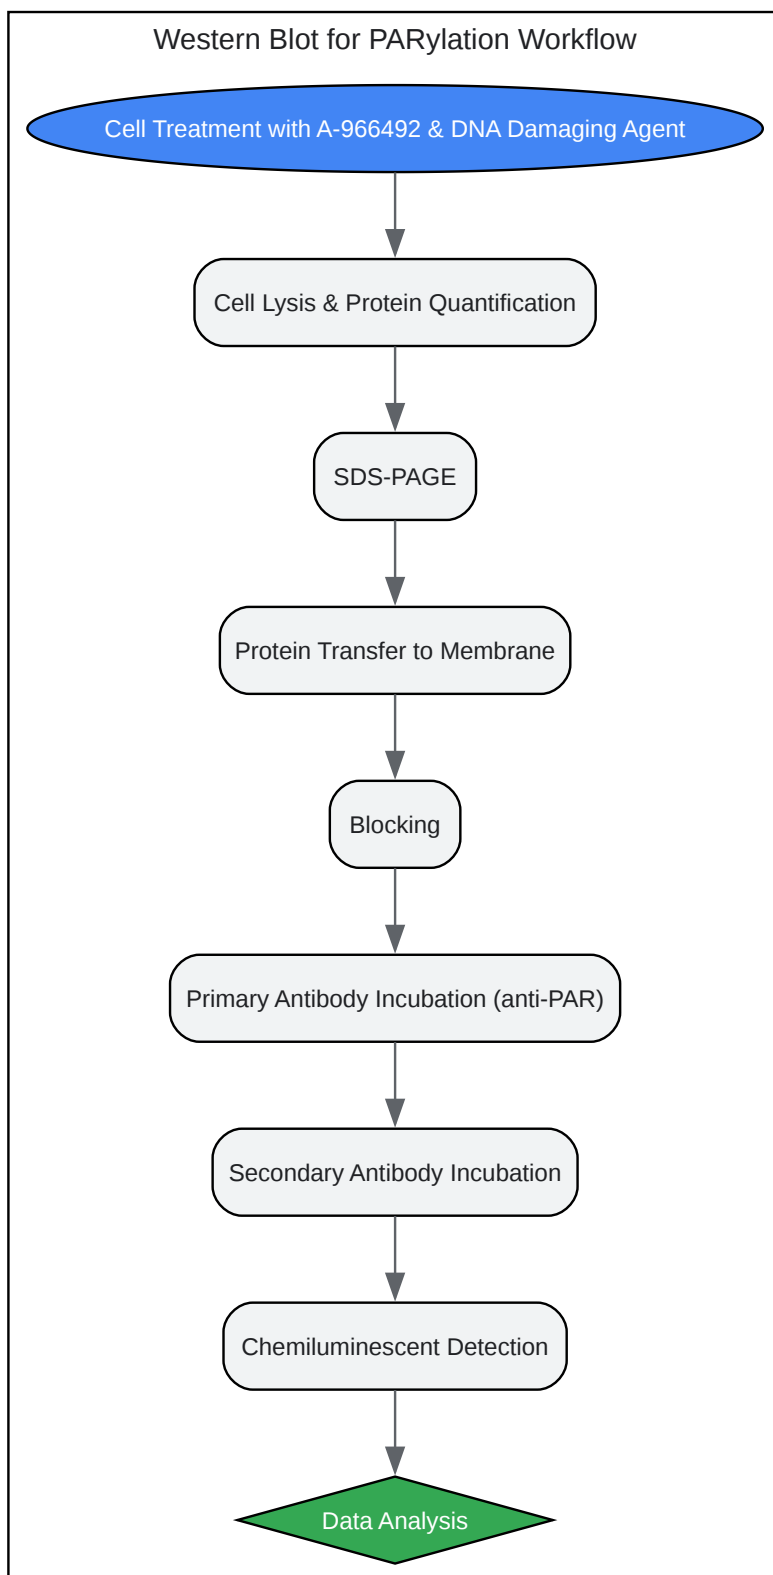 Western Blot for PARylation Workflow
Cell Treatment with A-966492 & DNA Damaging Agent
Cell Lysis & Protein Quantification
SDS-PAGE
Protein Transfer to Membrane
Blocking
Primary Antibody Incubation (anti-PAR)
Secondary Antibody Incubation
Chemiluminescent Detection
Data Analysis